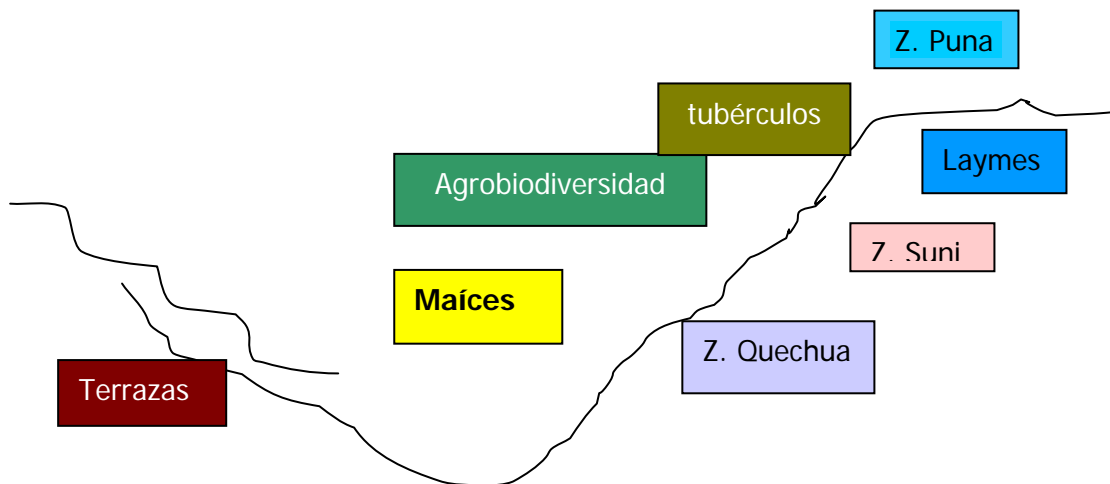 Z. Puna
tubérculos
Laymes
Agrobiodiversidad
Z. Suni
Maíces
Z. Quechua
Terrazas